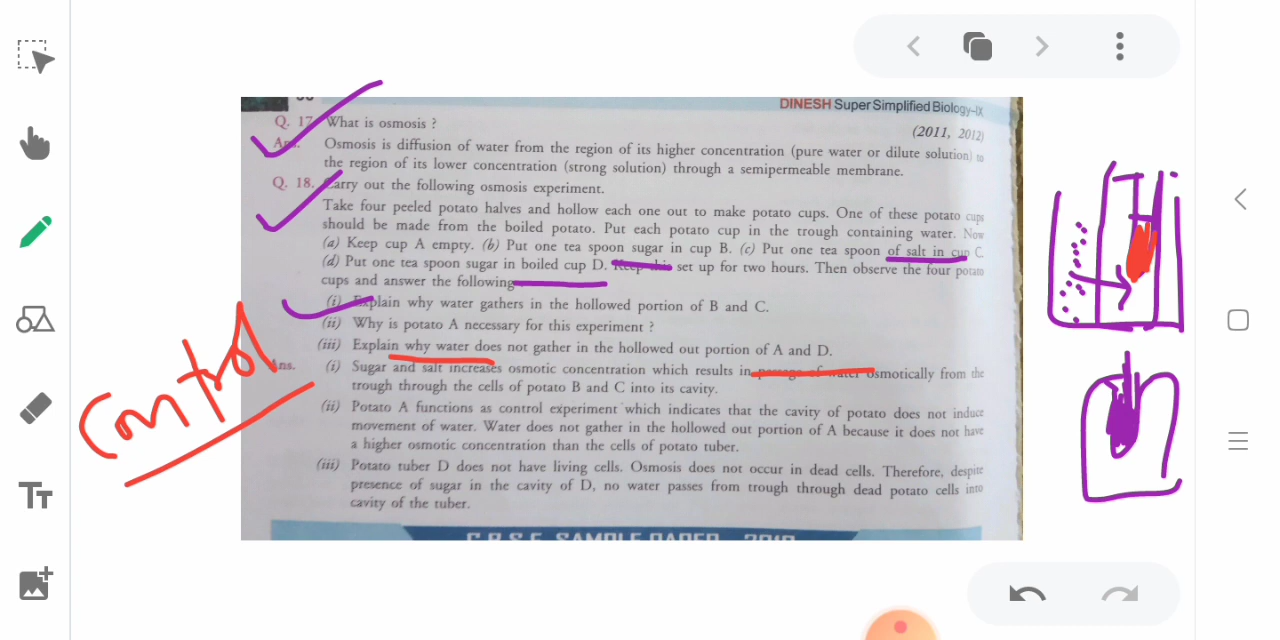 DINESH Super Simplified Biology-IX
Q. 17. What is osmosis ?
(2011, 2012)
Ans. Osmosis is diffusion of water from the region of its higher concentration (pure water or dilute solution) to
the region of its lower concentration (strong solution) through a semipermeable membrane.
Q. 18. Carry out the following osmosis experiment.
Take four peeled potato halves and hollow each one out to make potato cups. One of these potato cups
should be made from the boiled potato. Put each potato cup in the trough containing water. Now
(a) Keep cup A empty. (b) Put one tea spoon sugar in cup B. (c) Put one tea spoon of salt in cup C
(d) Put one tea spoon sugar in boiled cup D. Keep this set up for two hours. Then observe the four potato
cups and answer the following
(i) Explain why water gathers in the hollowed portion of B and C.
(ii) Why is potato A necessary for this experiment ?
(iii) Explain why water does not gather in the hollowed out portion of A and D.
Ans. (i) Sugar and salt increases osmotic concentration which results in passage of water osmotically from the
trough through the cells of potato B and C into its cavity.
(ii) Potato A functions as control experiment which indicates that the cavity of potato does not induce
movement of water. Water does not gather in the hollowed out portion of A because it does not have
a higher osmotic concentration than the cells of potato tuber.
(iii) Potato tuber D does not have living cells. Osmosis does not occur in dead cells. Therefore, despite
presence of sugar in the cavity of D, no water passes from trough through dead potato cells into
cavity of the tuber.
C.B.S.E. SAMPLE PAPER 2019
Control
Tт